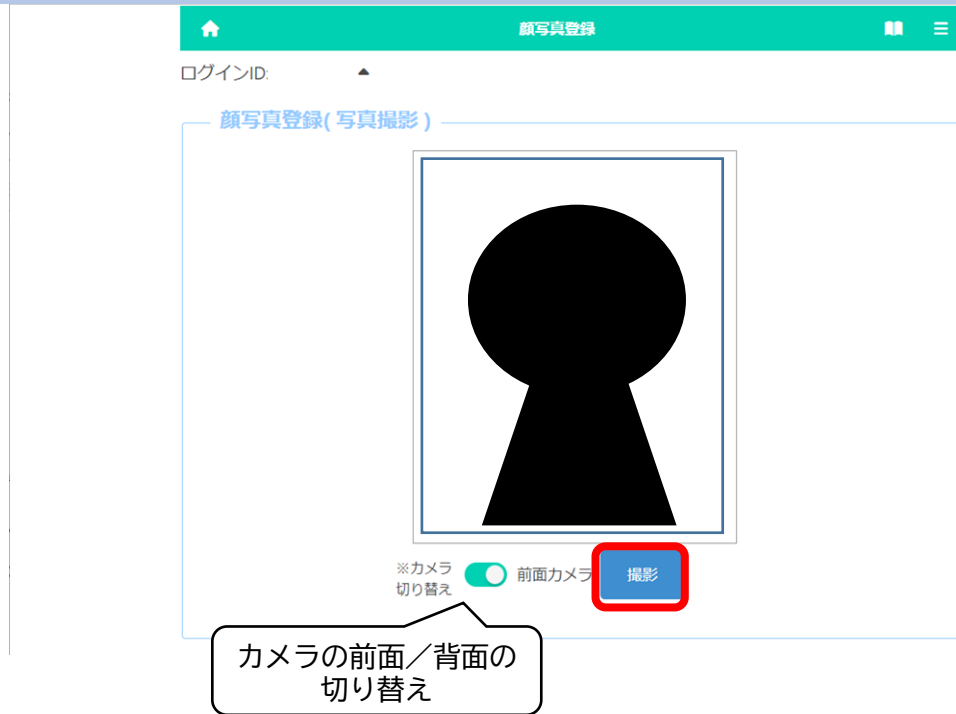 顔写真登録
ログインID:
顔写真登録( 写真撮影 )
※カメラ
切り替え
前面カメラ
撮影
カメラの前面／背面の
切り替え